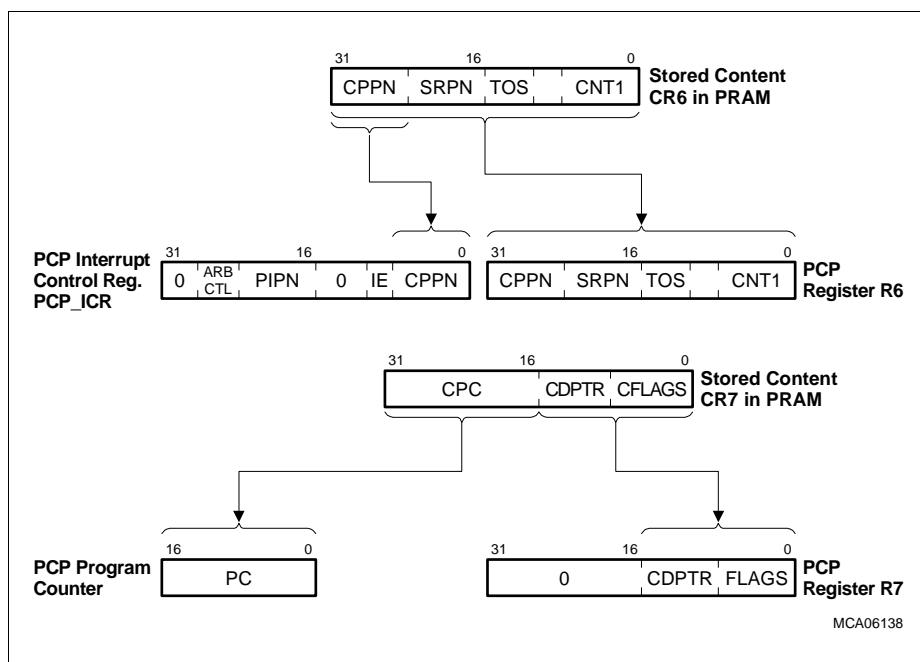 31 16 0
CPPN SRPN TOS CNT1
Stored Content
CR6 in PRAM
PCP Interrupt
Control Reg.
PCP_ICR
31 16 0
0 ARB CTL PIPN 0 IE CPPN
31 16 0
CPPN SRPN TOS CNT1
PCP
Register R6
31 16 0
CPC CDPTR CFLAGS
Stored Content
CR7 in PRAM
PCP Program
Counter
16 0
PC
31 16 0
0 CDPTR FLAGS
PCP
Register R7
MCA06138